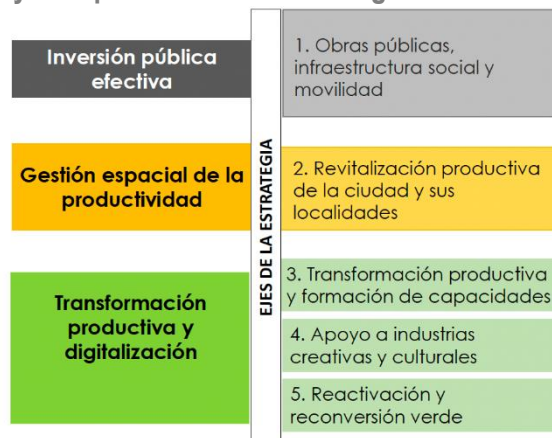 Inversión pública
efectiva
Gestión espacial de la
productividad
Transformación
productiva y
digitalización
EJES DE LA ESTRATEGIA
1. Obras públicas,
infraestructura social y
movilidad
2. Revitalización productiva
de la ciudad y sus
localidades
3. Transformación productiva
y formación de capacidades
4. Apoyo a industrias
creativas y culturales
5. Reactivación y
reconversión verde